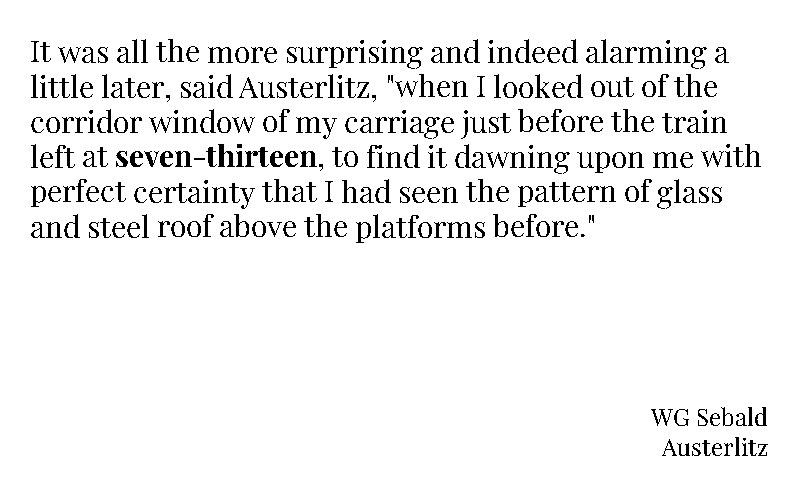 It was all the more surprising and indeed alarming a
little later, said Austerlitz, "when I looked out of the
corridor window of my carriage just before the train
left at seven-thirteen, to find it dawning upon me with
perfect certainty that I had seen the pattern of glass
and steel roof above the platforms before."
WG Sebald
Austerlitz